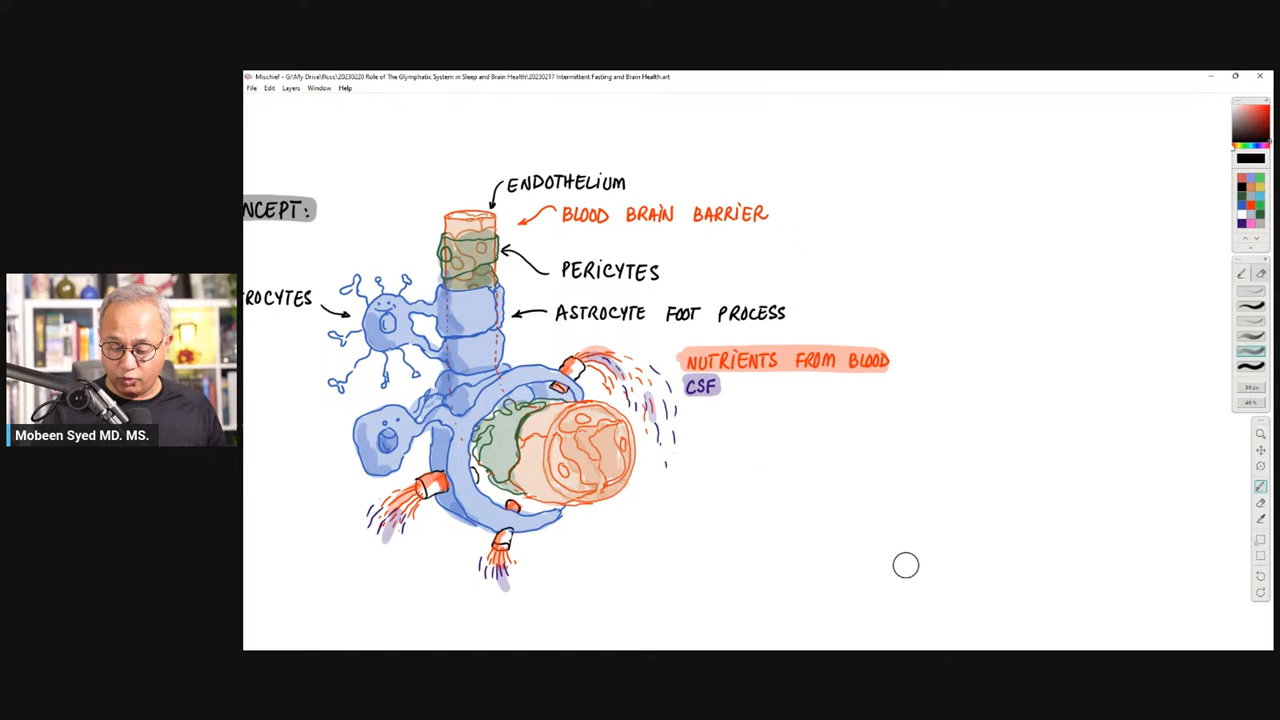 Mischief - G:\My Drive\flccc\20230220 Role of The Glymphatic System in Sleep and Brain Health\20230217 Intermittent Fasting and Brain Health.art
File Edit Layers Window Help
ENDOTHELIUM
NCEPT:
BLOOD BRAIN BARRIER
PERICYTES
ROCYTES
ASTROCYTE FOOT PROCESS
NUTRIENTS FROM BLOOD
CSF
Mobeen Syed MD. MS.